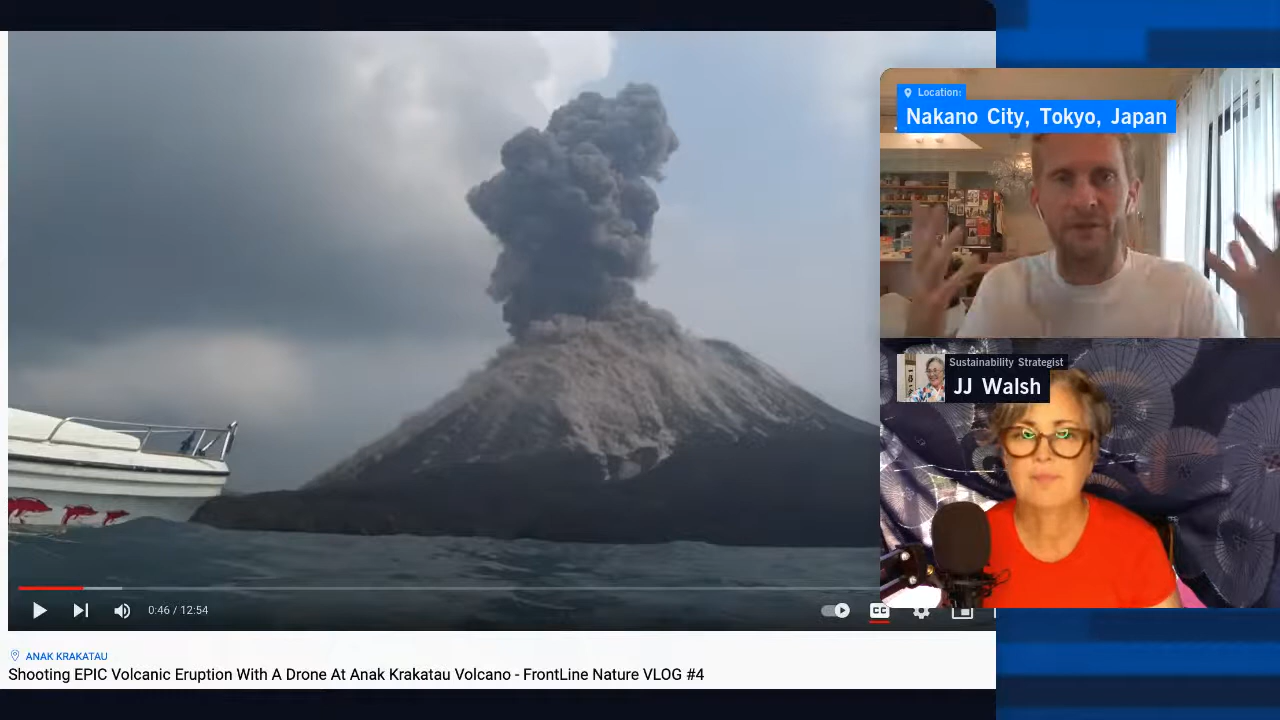 Location:
Nakano City, Tokyo, Japan
Sustainability Strategist
JJ Walsh
0:46 / 12:54
CC
ANAK KRAKATAU
Shooting EPIC Volcanic Eruption With A Drone At Anak Krakatau Volcano - FrontLine Nature VLOG #4